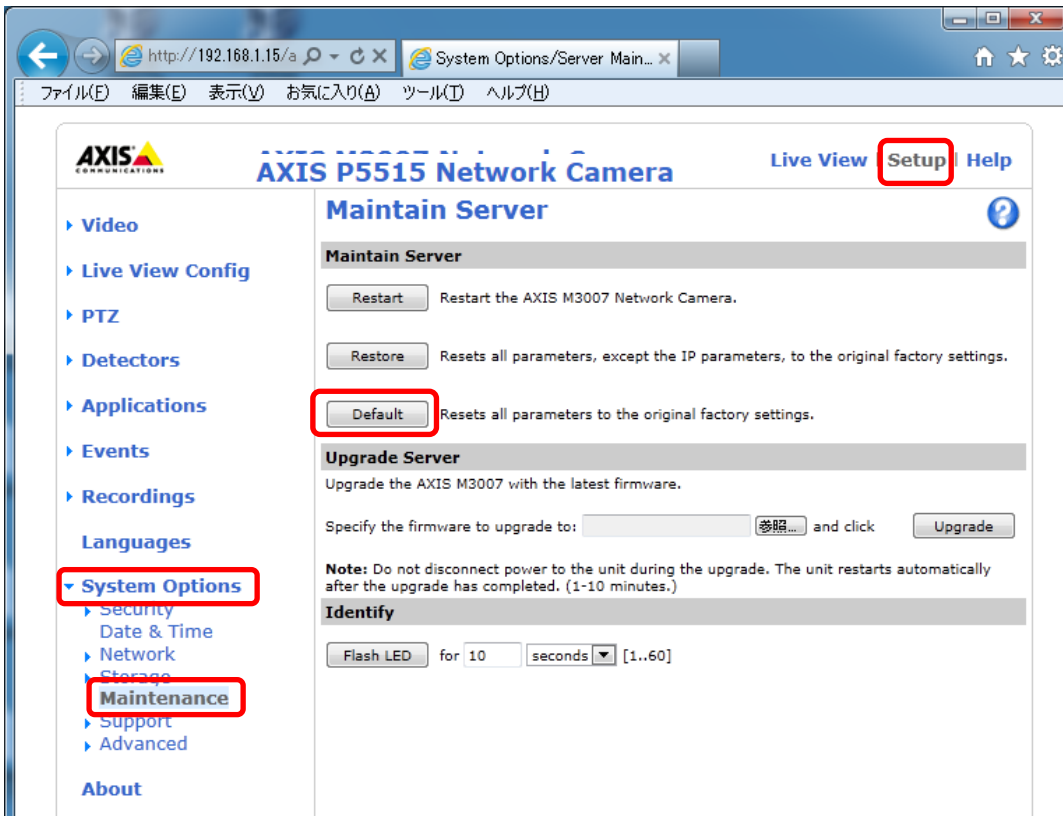 http://192.168.1.15/a
System Options/Server Main...
ファイル(F) 編集(E) 表示(V) お気に入り(A) ツール(T) ヘルプ(H)
AXIS
COMMUNICATIONS
AXIS P5515 Network Camera
Live View | Setup | Help
Video
Live View Config
PTZ
Detectors
Applications
Events
Recordings
Languages
System Options
Security
Date & Time
Network
Storage
Maintenance
Support
Advanced
About
Maintain Server
Maintain Server
Restart Restart the AXIS M3007 Network Camera.
Restore Resets all parameters, except the IP parameters, to the original factory settings.
Default Resets all parameters to the original factory settings.
Upgrade Server
Upgrade the AXIS M3007 with the latest firmware.
Specify the firmware to upgrade to: 参照... and click Upgrade
Note: Do not disconnect power to the unit during the upgrade. The unit restarts automatically
after the upgrade has completed. (1-10 minutes.)
Identify
Flash LED for 10 seconds [1..60]